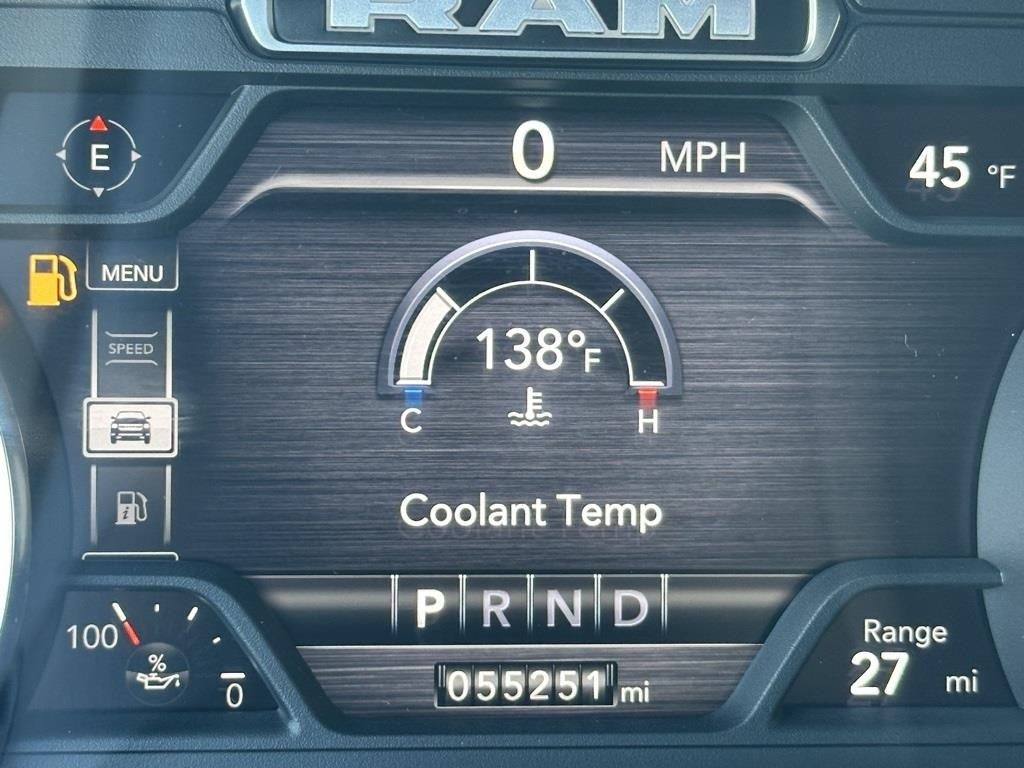 RAM
E
0 MPH
45 °F
MENU
SPEED
138°F
C H
Coolant Temp
P R N D
100
%
0
055251 mi
Range
27 mi